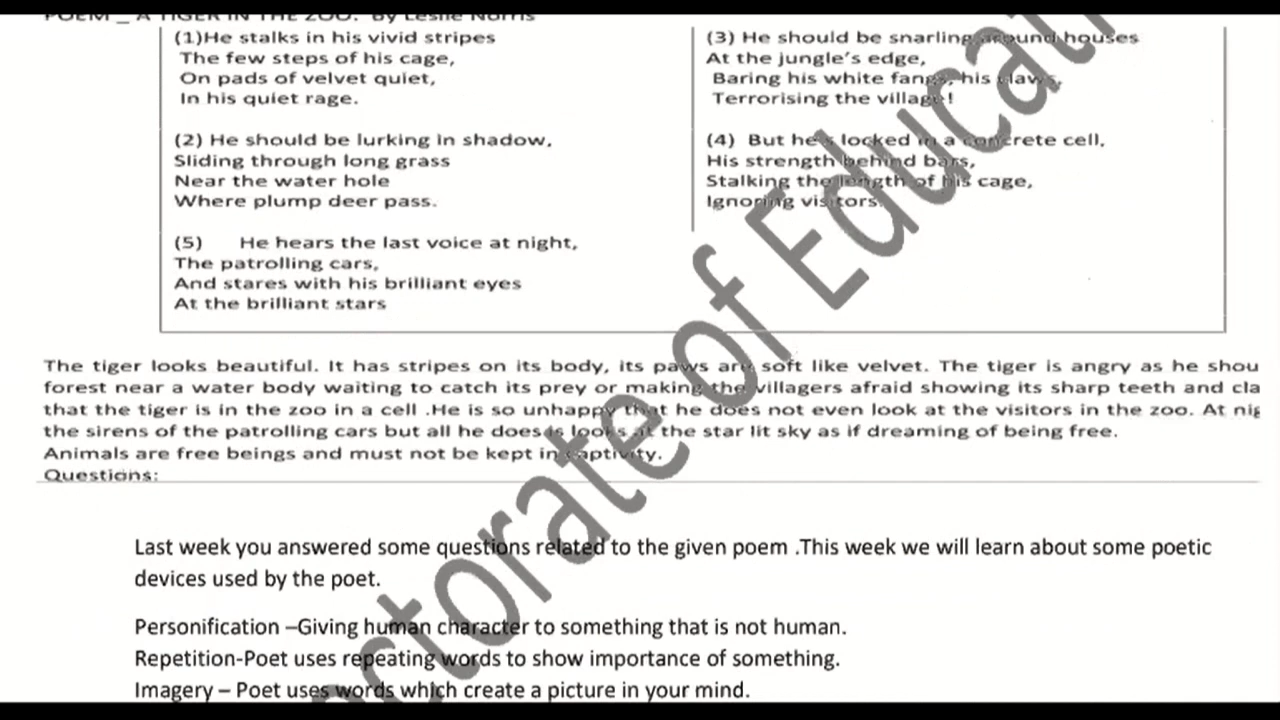 POEM _ A TIGER IN THE ZOO. By Leslie Norris
(1)He stalks in his vivid stripes
The few steps of his cage,
On pads of velvet quiet,
In his quiet rage.
(2) He should be lurking in shadow,
Sliding through long grass
Near the water hole
Where plump deer pass.
(5) He hears the last voice at night,
The patrolling cars,
And stares with his brilliant eyes
At the brilliant stars
(3) He should be snarling around houses
At the jungle's edge,
Baring his white fangs, his claws,
Terrorising the village!
(4) But he's locked in a concrete cell,
His strength behind bars,
Stalking the length of his cage,
Ignoring visitors.
The tiger looks beautiful. It has stripes on its body, its paws are soft like velvet. The tiger is angry as he shou
forest near a water body waiting to catch its prey or making the villagers afraid showing its sharp teeth and cla
that the tiger is in the zoo in a cell .He is so unhappy that he does not even look at the visitors in the zoo. At nig
the sirens of the patrolling cars but all he does is looks at the star lit sky as if dreaming of being free.
Animals are free beings and must not be kept in captivity.
Questions:
Last week you answered some questions related to the given poem .This week we will learn about some poetic
devices used by the poet.
Personification –Giving human character to something that is not human.
Repetition-Poet uses repeating words to show importance of something.
Imagery – Poet uses words which create a picture in your mind.
ectorate of Educati